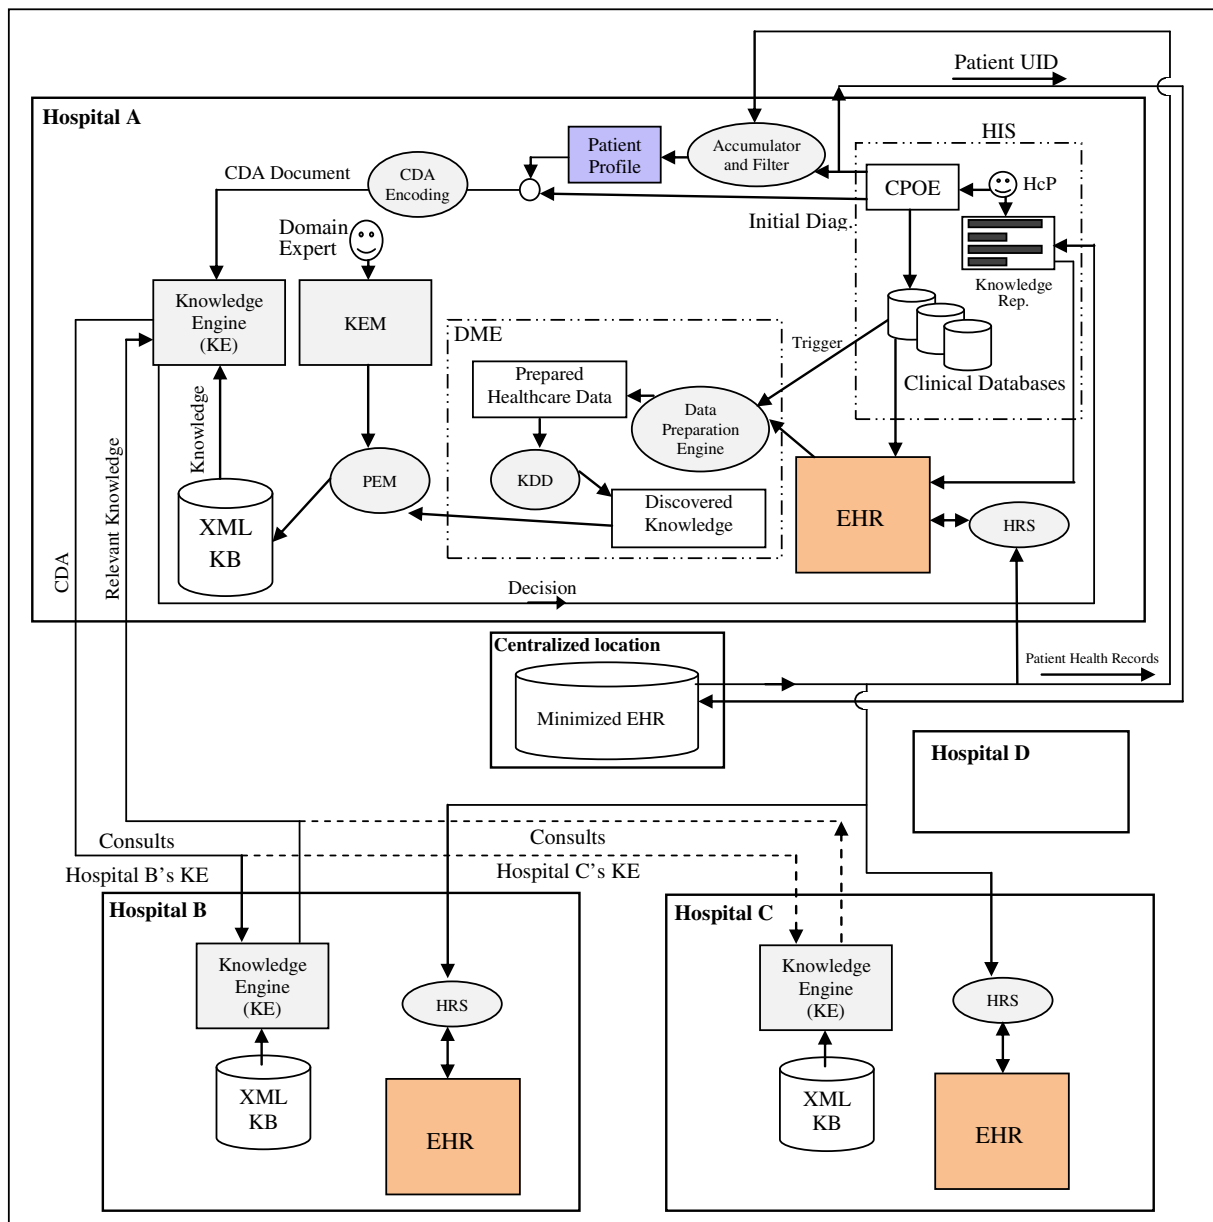 Patient UID
Hospital A
HIS
Patient
Profile
Accumulator
and Filter
CDA Document
CDA
Encoding
CPOE
HcP
Initial Diag.
Domain
Expert
Knowledge
Rep.
Knowledge
Engine
(KE)
KEM
DME
Trigger
Clinical Databases
Prepared
Healthcare Data
Data
Preparation
Engine
Knowledge
Relevant Knowledge
CDA
PEM
KDD
Discovered
Knowledge
XML
KB
EHR
HRS
Decision
Centralized location
Minimized EHR
Patient Health Records
Hospital D
Consults
Hospital B’s KE
Consults
Hospital C’s KE
Hospital B
Knowledge
Engine
(KE)
HRS
XML
KB
EHR
Hospital C
Knowledge
Engine
(KE)
HRS
XML
KB
EHR